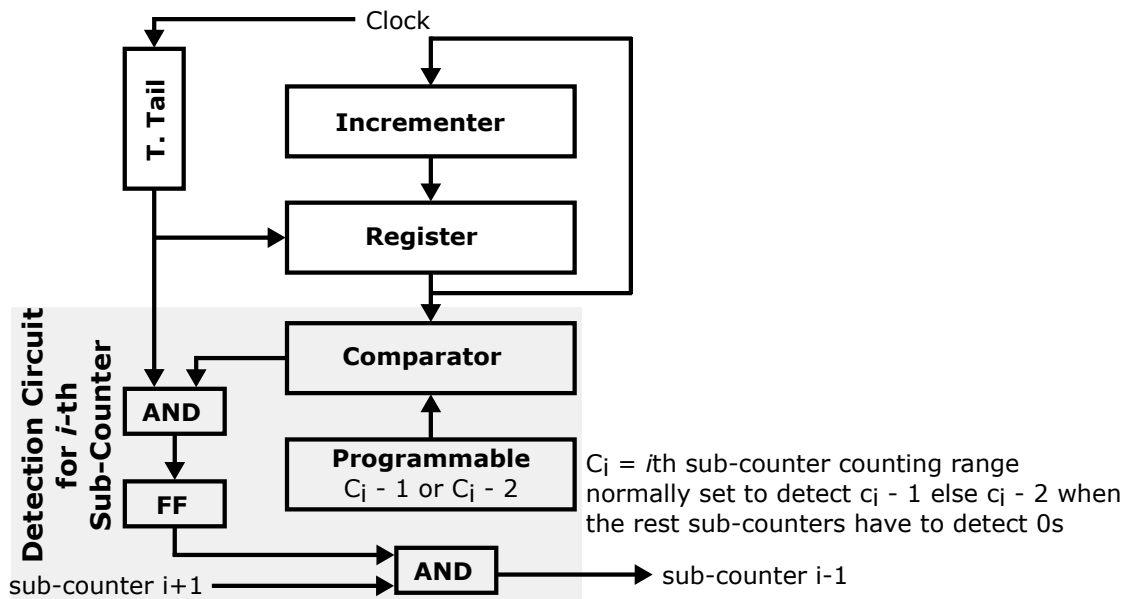 Clock
T. Tail
Incrementer
Register
Detection Circuit
for i-th
Sub-Counter
Comparator
AND
Programmable
Ci - 1 or Ci - 2
FF
Ci = ith sub-counter counting range
normally set to detect ci - 1 else ci - 2 when
the rest sub-counters have to detect 0s
AND
sub-counter i+1
sub-counter i-1